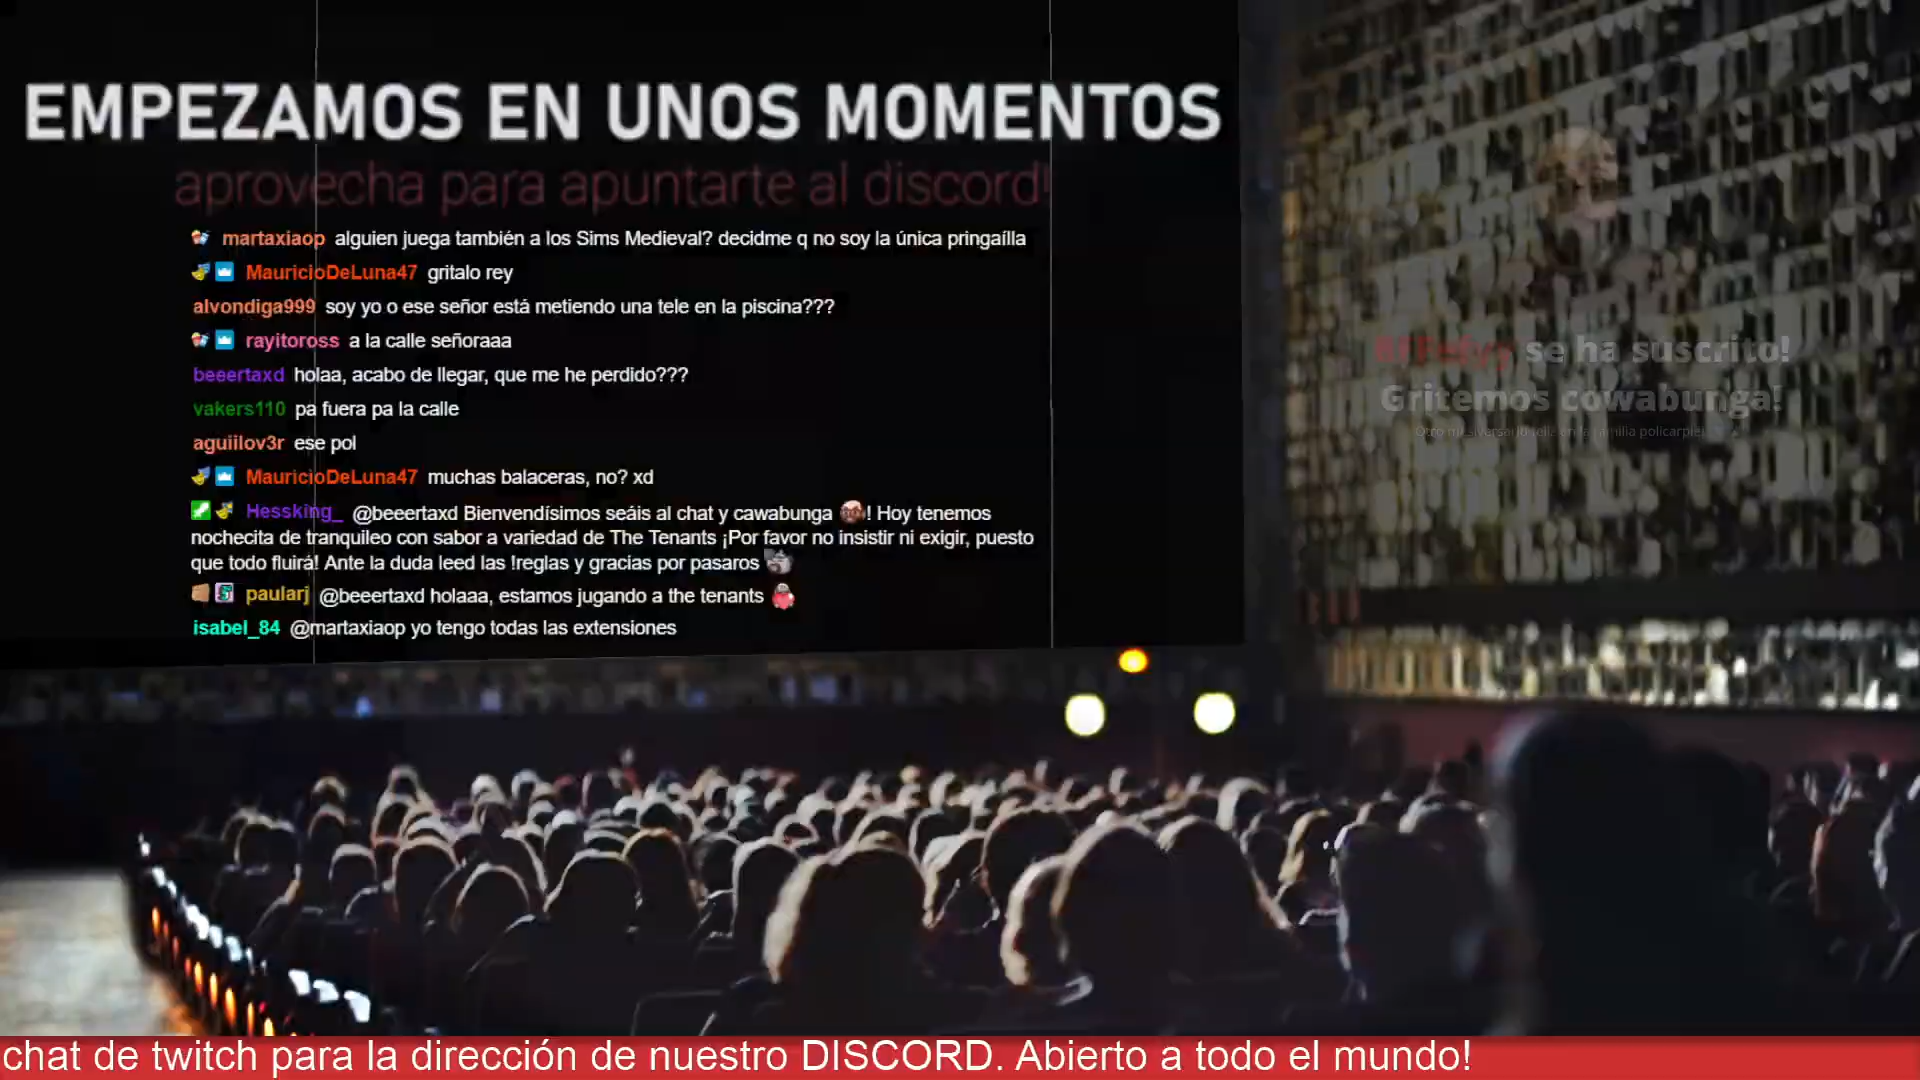 EMPEZAMOS EN UNOS MOMENTOS
aprovecha para apuntarte al discord!
martaxiaop alguien juega también a los Sims Medieval? decidme q no soy la única pringaílla
MauricioDeLuna47 gritalo rey
alvondiga999 soy yo o ese señor está metiendo una tele en la piscina???
rayitoross a la calle señoraaa
beeertaxd holaa, acabo de llegar, que me he perdido???
vakers110 pa fuera pa la calle
aguiilov3r ese pol
MauricioDeLuna47 muchas balaceras, no? xd
Hessking_ @beeertaxd Bienvendísimos seáis al chat y cawabunga ! Hoy tenemos
nochecita de tranquileo con sabor a variedad de The Tenants ¡Por favor no insistir ni exigir, puesto
que todo fluirá! Ante la duda leed las !reglas y gracias por pasaros
paularj @beeertaxd holaaa, estamos jugando a the tenants
isabel_84 @martaxiaop yo tengo todas las extensiones
se ha suscrito!
Gritemos cowabunga!
chat de twitch para la dirección de nuestro DISCORD. Abierto a todo el mundo!